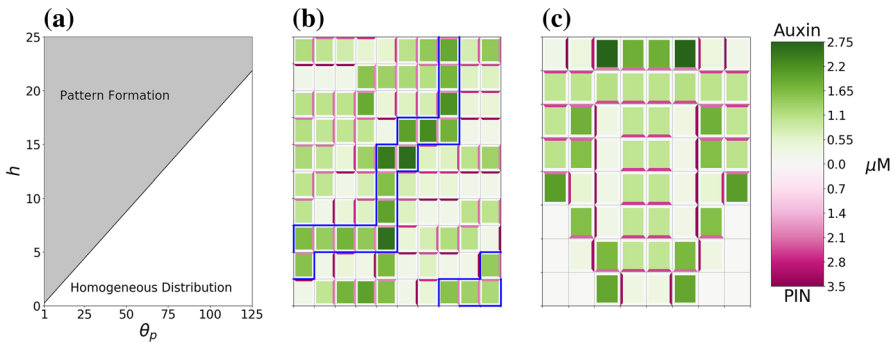 (a)
25
20
15
10
5
0
h
Pattern Formation
Homogeneous Distribution
1 25 50 75 100 125
θp
(b)
(c)
Auxin
2.75
2.2
1.65
1.1
0.55
0.0
0.7
1.4
2.1
2.8
3.5
PIN
μM